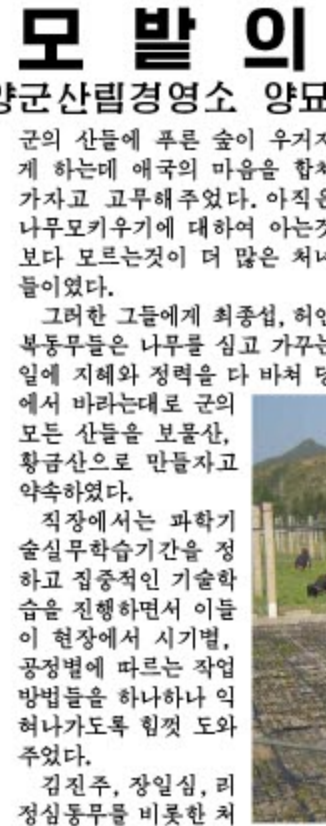 모 밭 의
양군산림경영소 양묘
군의 산들에 푸른 숲이 우거지
게 하는데 애국의 마음을 합쳐
가자고 고무해주었다. 아직은
나무모키우기에 대하여 아는것
보다 모르는것이 더 많은 처녀
들이였다.
그러한 그들에게 최종섭, 허인
복동무들은 나무를 심고 가꾸는
일에 지혜와 정력을 다 바쳐 당
에서 바라는대로 군의
모든 산들을 보물산,
황금산으로 만들자고
약속하였다.
직장에서는 과학기
술실무학습기간을 정
하고 집중적인 기술학
습을 진행하면서 이들
이 현장에서 시기별,
공정별에 따르는 작업
방법들을 하나하나 익
혀나가도록 힘껏 도와
주었다.
김진주, 장일심, 리
정심동무를 비롯한 처